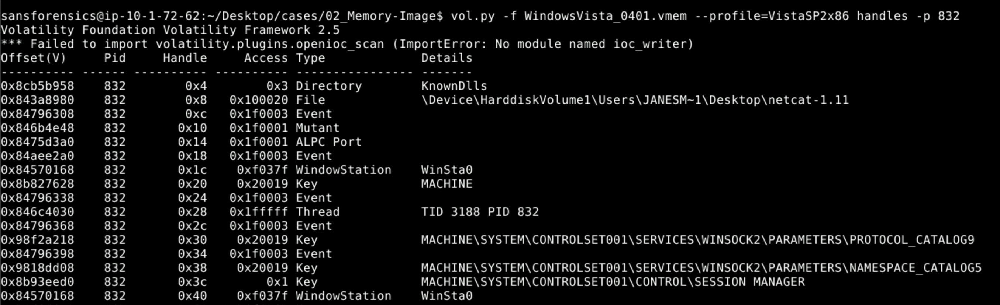 sansforensics@ip-10-1-72-62:~/Desktop/cases/02_Memory-Image$ vol.py -f WindowsVista_0401.vmem --profile=VistaSP2x86 handles -p 832
Volatility Foundation Volatility Framework 2.5
*** Failed to import volatility.plugins.openioc_scan (ImportError: No module named ioc_writer)
Offset(V)     Pid     Handle     Access Type             Details
---------- ------ ---------- ---------- ---------------- -------
0x8cb5b958    832        0x4        0x3 Directory        KnownDlls
0x843a8980    832        0x8   0x100020 File             \Device\HarddiskVolume1\Users\JANESM~1\Desktop\netcat-1.11
0x84796308    832        0xc   0x1f0003 Event
0x846b4e48    832       0x10   0x1f0001 Mutant
0x8475d3a0    832       0x14   0x1f0001 ALPC Port
0x84aee2a0    832       0x18   0x1f0003 Event
0x84570168    832       0x1c    0xf037f WindowStation    WinSta0
0x8b827628    832       0x20    0x20019 Key              MACHINE
0x84796338    832       0x24   0x1f0003 Event
0x846c4030    832       0x28   0x1fffff Thread           TID 3188 PID 832
0x84796368    832       0x2c   0x1f0003 Event
0x98f2a218    832       0x30    0x20019 Key              MACHINE\SYSTEM\CONTROLSET001\SERVICES\WINSOCK2\PARAMETERS\PROTOCOL_CATALOG9
0x84796398    832       0x34   0x1f0003 Event
0x9818dd08    832       0x38    0x20019 Key              MACHINE\SYSTEM\CONTROLSET001\SERVICES\WINSOCK2\PARAMETERS\NAMESPACE_CATALOG5
0x8b93eed0    832       0x3c        0x1 Key              MACHINE\SYSTEM\CONTROLSET001\CONTROL\SESSION MANAGER
0x84570168    832       0x40    0xf037f WindowStation    WinSta0